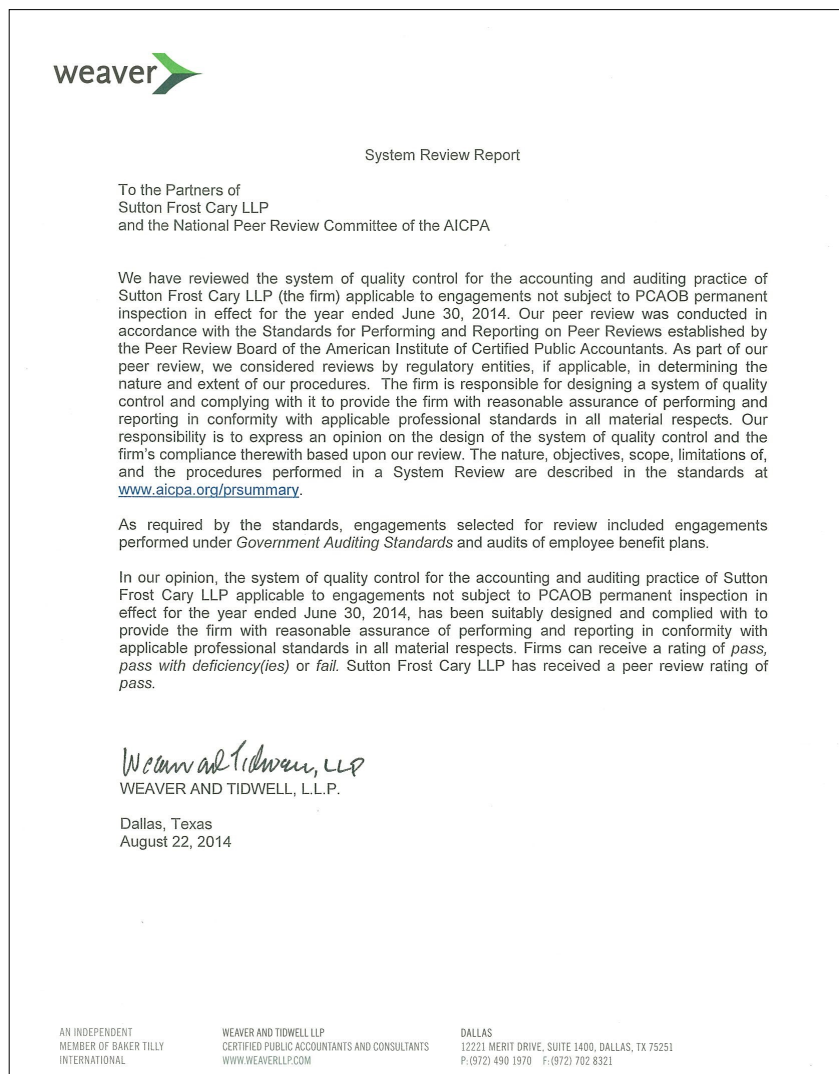 weaver
System Review Report
To the Partners of
Sutton Frost Cary LLP
and the National Peer Review Committee of the AICPA
We have reviewed the system of quality control for the accounting and auditing practice of
Sutton Frost Cary LLP (the firm) applicable to engagements not subject to PCAOB permanent
inspection in effect for the year ended June 30, 2014. Our peer review was conducted in
accordance with the Standards for Performing and Reporting on Peer Reviews established by
the Peer Review Board of the American Institute of Certified Public Accountants. As part of our
peer review, we considered reviews by regulatory entities, if applicable, in determining the
nature and extent of our procedures. The firm is responsible for designing a system of quality
control and complying with it to provide the firm with reasonable assurance of performing and
reporting in conformity with applicable professional standards in all material respects. Our
responsibility is to express an opinion on the design of the system of quality control and the
firm's compliance therewith based upon our review. The nature, objectives, scope, limitations of,
and the procedures performed in a System Review are described in the standards at
www.aicpa.org/prsummary.
As required by the standards, engagements selected for review included engagements
performed under Government Auditing Standards and audits of employee benefit plans.
In our opinion, the system of quality control for the accounting and auditing practice of Sutton
Frost Cary LLP applicable to engagements not subject to PCAOB permanent inspection in
effect for the year ended June 30, 2014, has been suitably designed and complied with to
provide the firm with reasonable assurance of performing and reporting in conformity with
applicable professional standards in all material respects. Firms can receive a rating of pass,
pass with deficiency(ies) or fail. Sutton Frost Cary LLP has received a peer review rating of
pass.
Weaver and Tidwell, LLP
WEAVER AND TIDWELL, L.L.P.
Dallas, Texas
August 22, 2014
AN INDEPENDENT
MEMBER OF BAKER TILLY
INTERNATIONAL
WEAVER AND TIDWELL LLP
CERTIFIED PUBLIC ACCOUNTANTS AND CONSULTANTS
WWW.WEAVERLLP.COM
DALLAS
12221 MERIT DRIVE, SUITE 1400, DALLAS, TX 75251
P:(972) 490 1970 F:(972) 702 8321